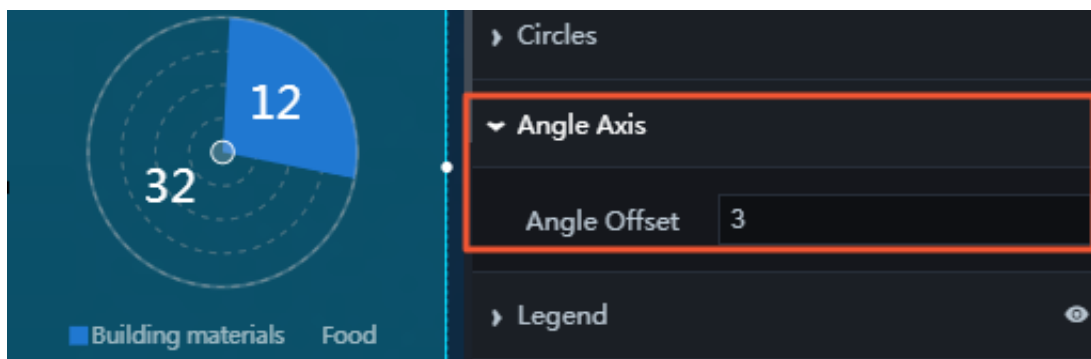 12
32
Building materials Food
Circles
Angle Axis
Angle Offset 3
Legend